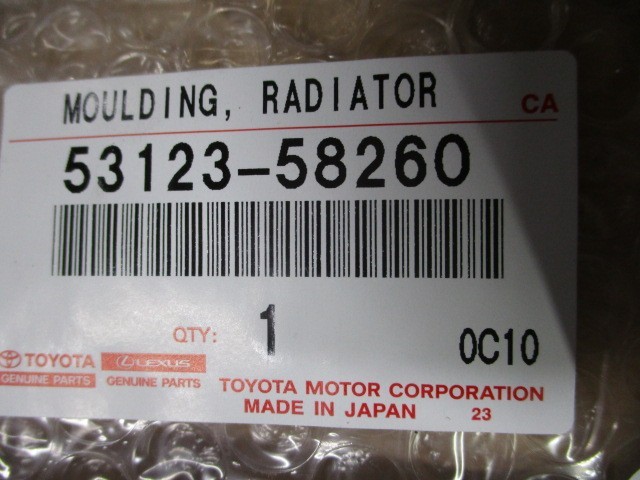 MOULDING, RADIATOR
CA
53123-58260
QTY: 1
0C10
TOYOTA LEXUS
GENUINE PARTS GENUINE PARTS
TOYOTA MOTOR CORPORATION
MADE IN JAPAN 23